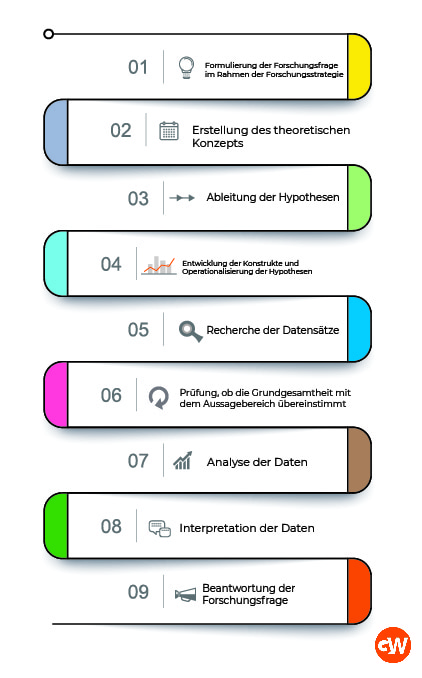 01
Formulierung der Forschungsfrage
im Rahmen der Forschungsstrategie
02
Erstellung des theoretischen
Konzepts
03
Ableitung der Hypothesen
04
Entwicklung der Konstrukte und
Operationalisierung der Hypothesen
05
Recherche der Datensätze
06
Prüfung, ob die Grundgesamtheit mit
dem Aussagebereich übereinstimmt
07
Analyse der Daten
08
Interpretation der Daten
09
Beantwortung der
Forschungsfrage
cW